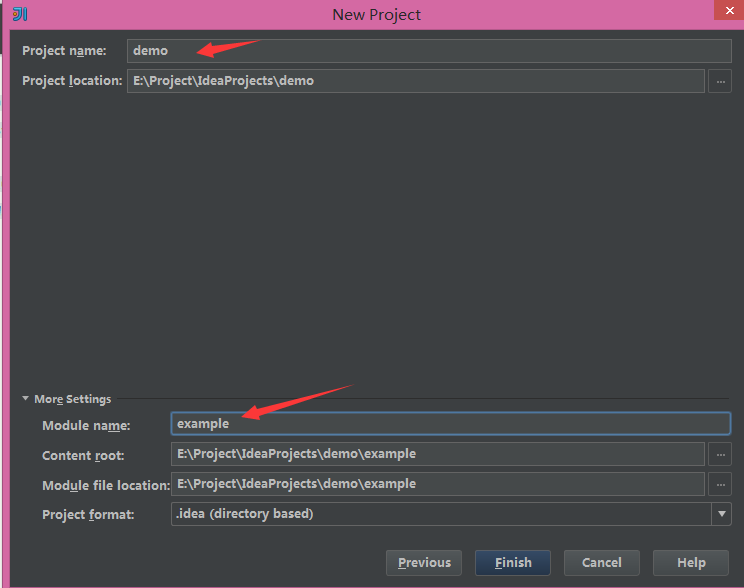 New Project
Project name: demo
Project location: E:\Project\IdeaProjects\demo ...
More Settings
Module name: example
Content root: E:\Project\IdeaProjects\demo\example ...
Module file location: E:\Project\IdeaProjects\demo\example ...
Project format: .idea (directory based)
Previous Finish Cancel Help